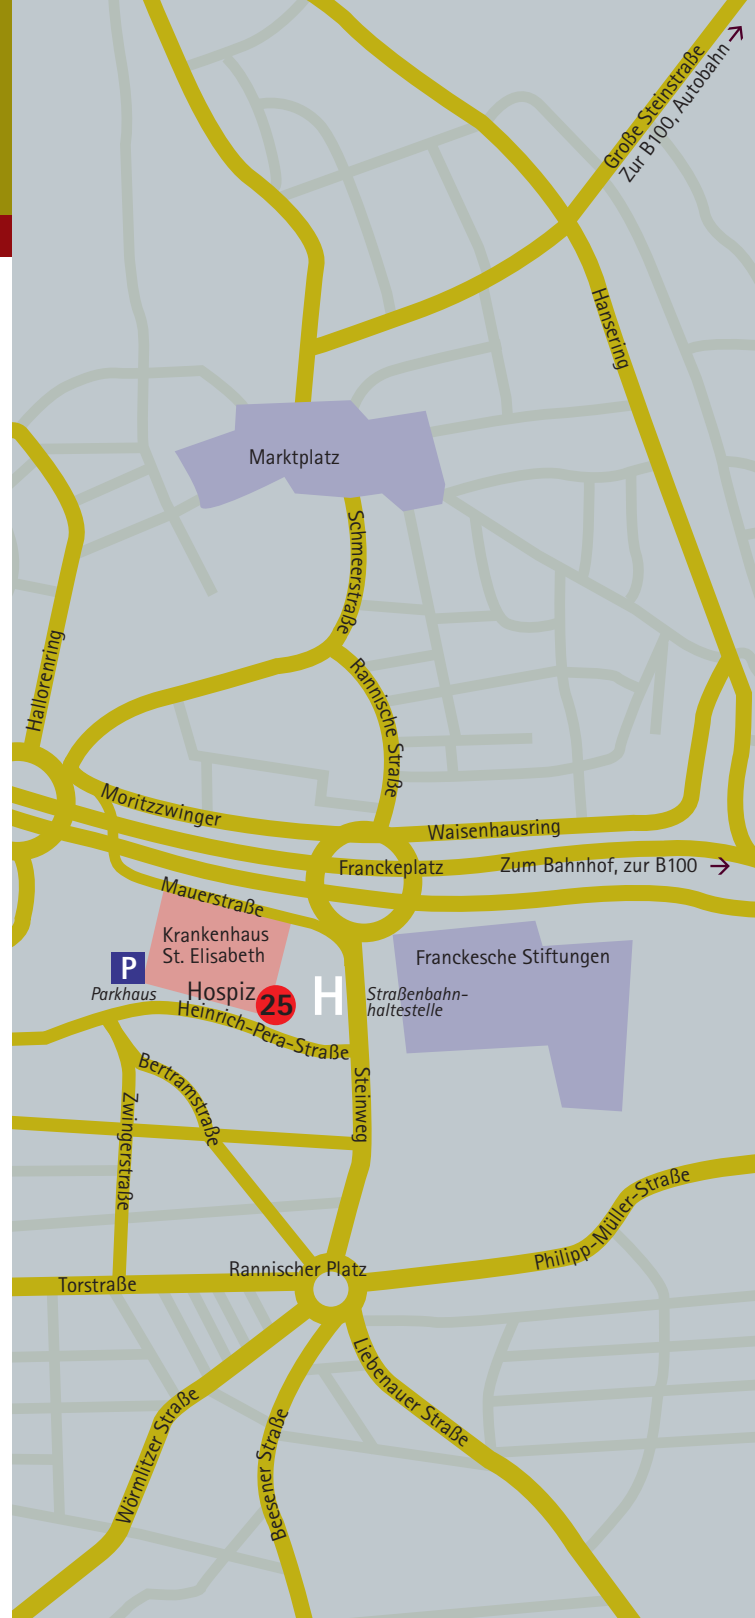 Große Steinstraße
Zur B100, Autobahn
Hansering
Marktplatz
Schmeerstraße
Hallorenring
Rannische Straße
Moritzzwinger
Waisenhausring
Franckeplatz
Zum Bahnhof, zur B100
Mauerstraße
Krankenhaus
St. Elisabeth
Franckesche Stiftungen
P
Parkhaus
Hospiz
25
H
Straßenbahn-
haltestelle
Heinrich-Pera-Straße
Bertramstraße
Steinweg
Zwingerstraße
Philipp-Müller-Straße
Rannischer Platz
Torstraße
Liebenauer Straße
Wörmlitzer Straße
Beesener Straße